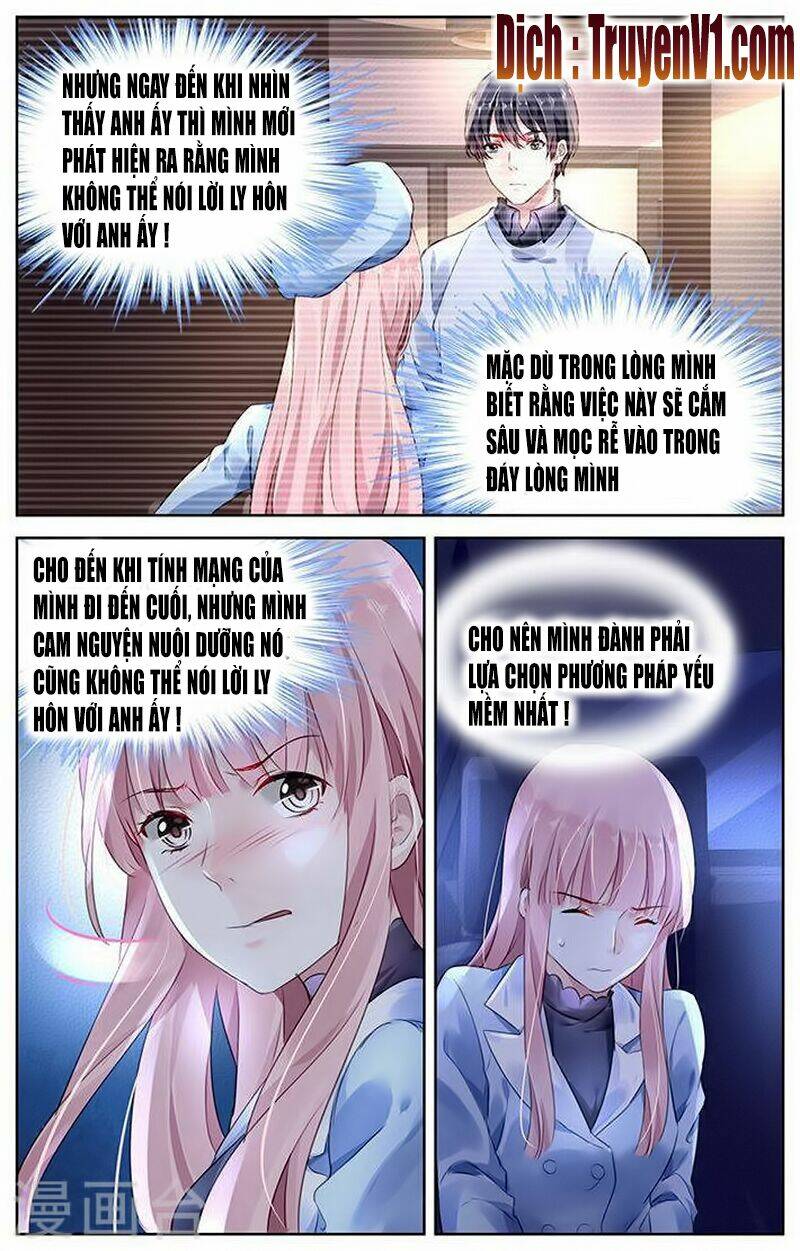 Dịch : TruyenV1.com
NHƯNG NGAY ĐẾN KHI NHÌN
THẤY ANH ẤY THÌ MÌNH MỚI
PHÁT HIỆN RA RẰNG MÌNH
KHÔNG THỂ NÓI LỜI LY HÔN
VỚI ANH ẤY !
MẶC DÙ TRONG LÒNG MÌNH
BIẾT RẰNG VIỆC NÀY SẼ CẮM
SÂU VÀ MỌC RỄ VÀO TRONG
ĐÁY LÒNG MÌNH
CHO ĐẾN KHI TÍNH MẠNG CỦA
MÌNH ĐI ĐẾN CUỐI, NHƯNG MÌNH
CAM NGUYỆN NUÔI DƯỠNG NÓ
CŨNG KHÔNG THỂ NÓI LỜI LY
HÔN VỚI ANH ẤY !
CHO NÊN MÌNH ĐÀNH PHẢI
LỰA CHỌN PHƯƠNG PHÁP YẾU
MỀM NHẤT !
漫画台